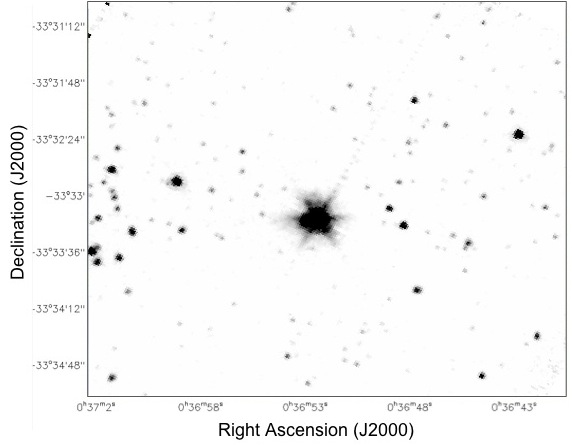 Declination (J2000)
-33°31'12"
-33°31'48"
-33°32'24"
-33°33'
-33°33'36"
-33°34'12"
-33°34'48"
0ʰ37ᵐ2ˢ 0ʰ36ᵐ58ˢ 0ʰ36ᵐ53ˢ 0ʰ36ᵐ48ˢ 0ʰ36ᵐ43ˢ
Right Ascension (J2000)